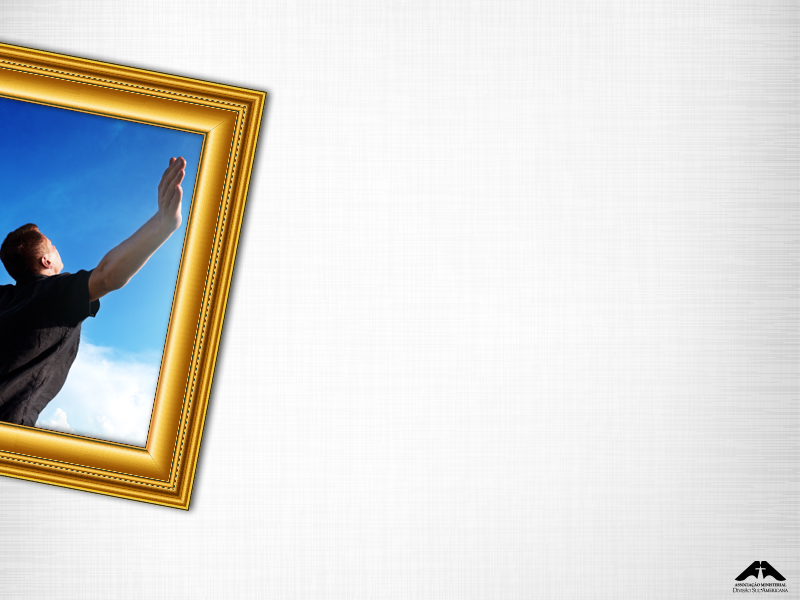 ASSOCIAÇÃO MINISTERIAL
DIVISÃO SUL-AMERICANA